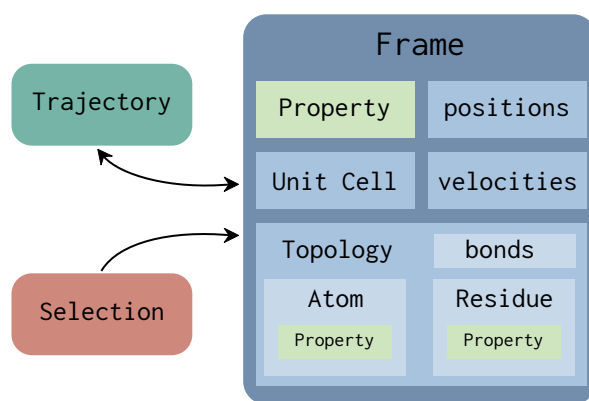 Frame
Trajectory
Property
positions
Unit Cell
velocities
Topology
bonds
Selection
Atom
Residue
Property
Property